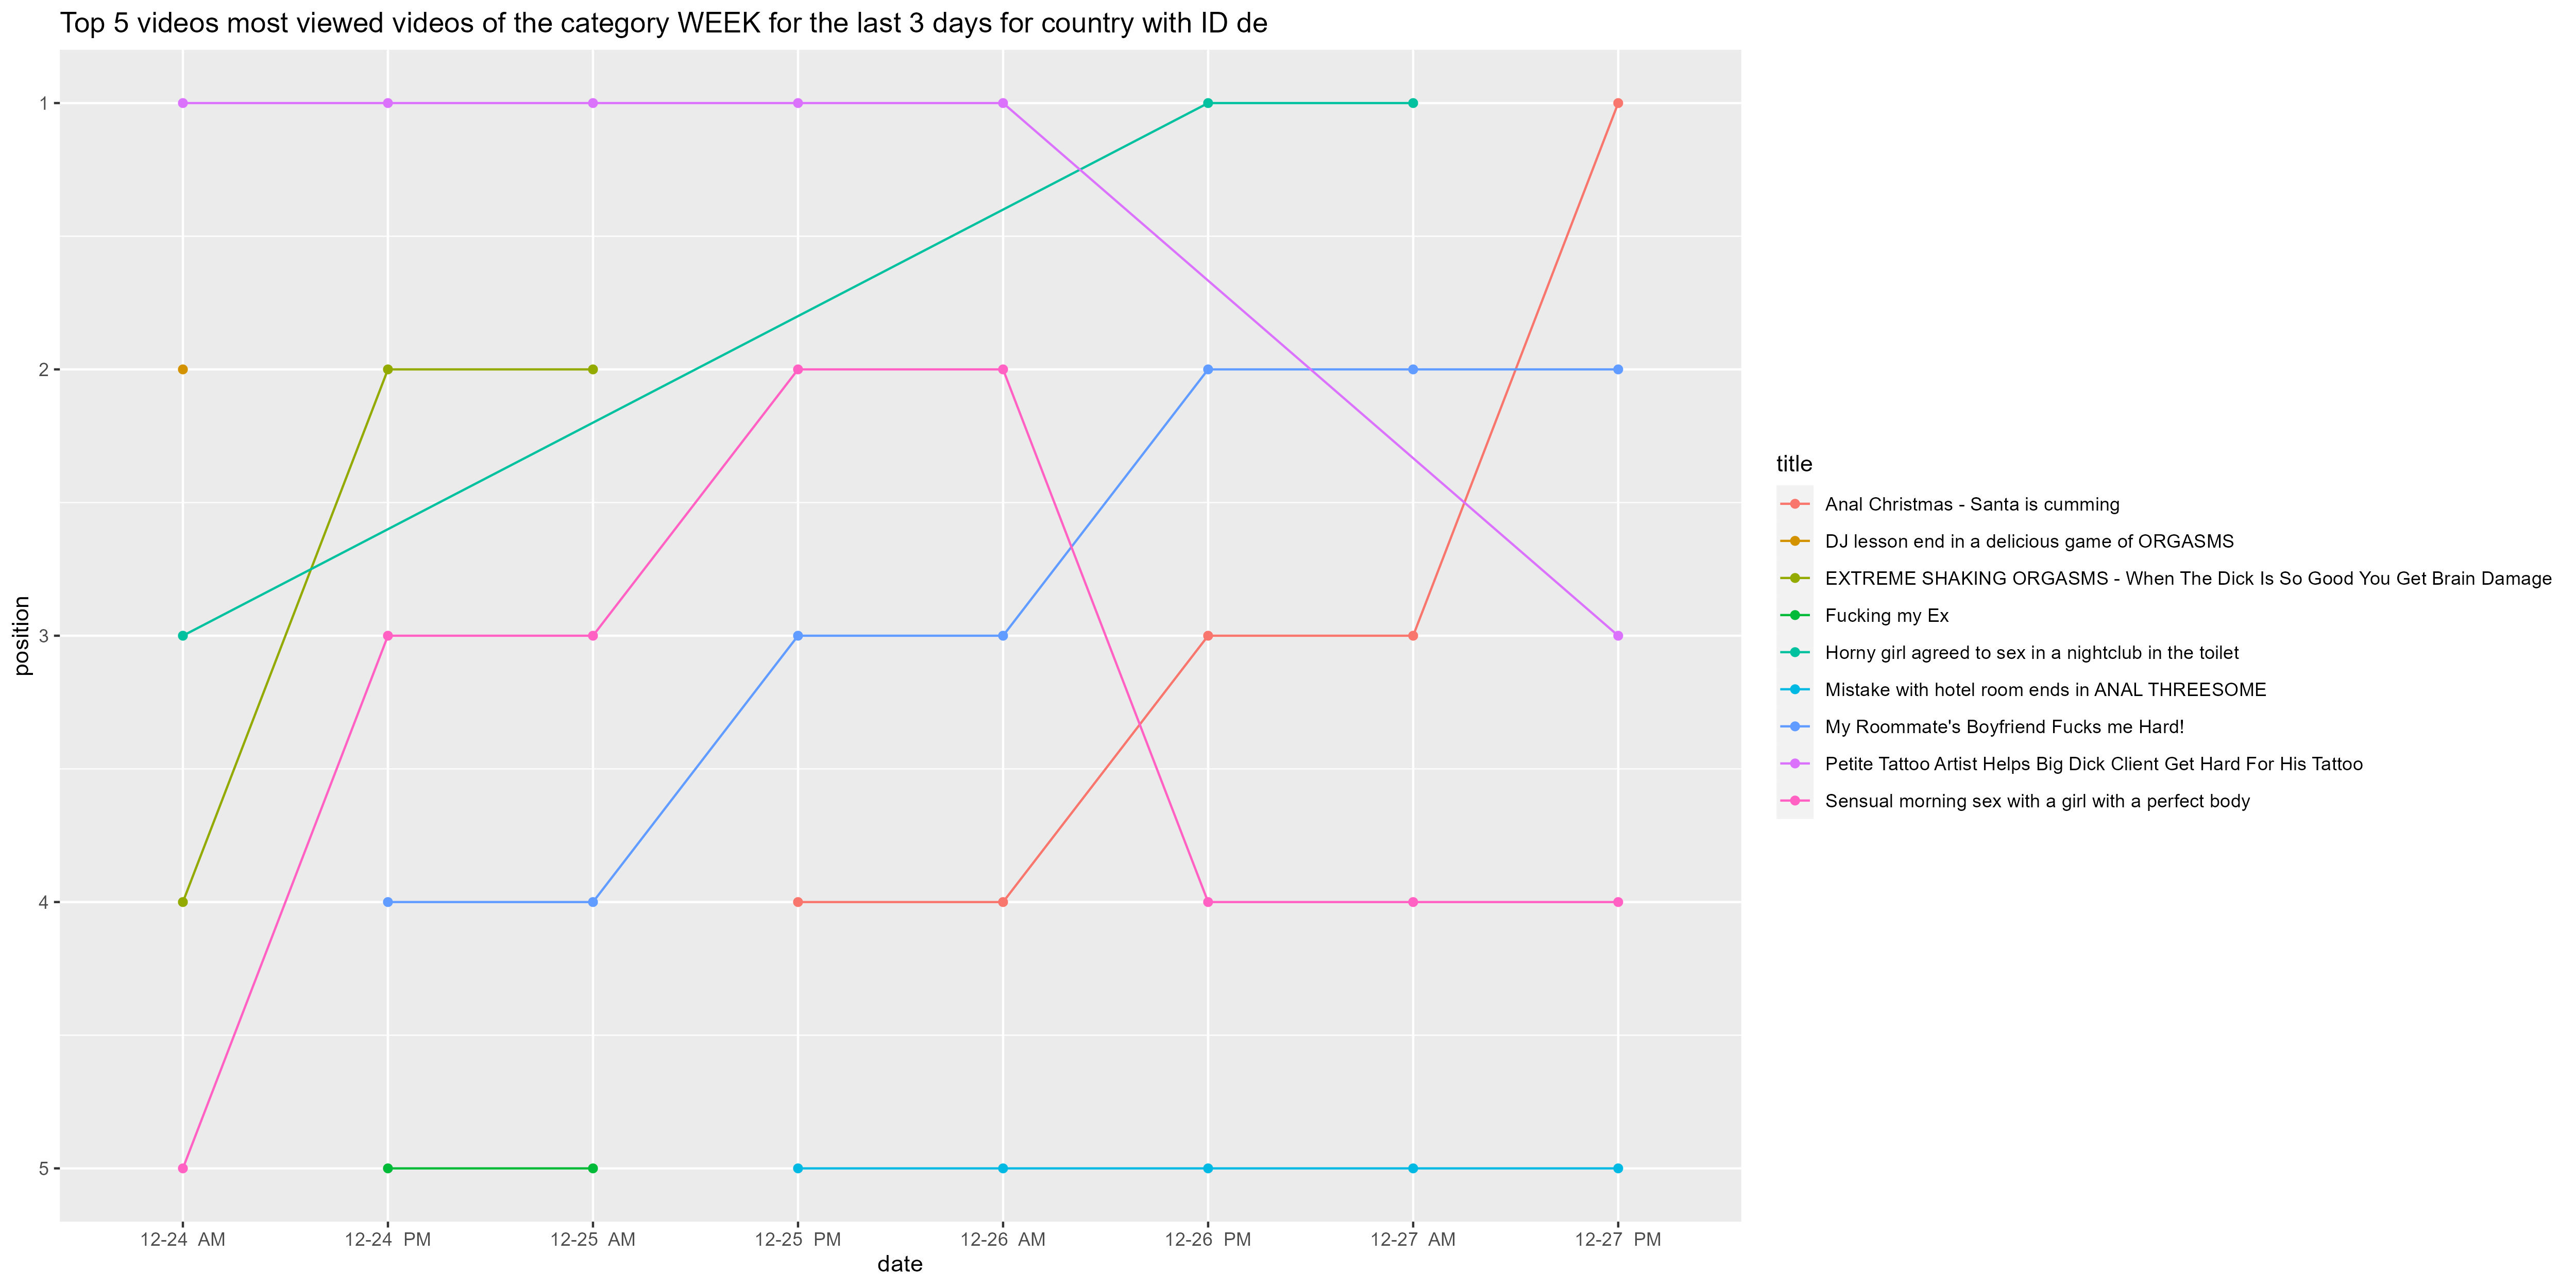 Top 5 videos most viewed videos of the category WEEK for the last 3 days for country with ID de
1
2
3
4
5
position
12-24 AM
12-24 PM
12-25 AM
12-25 PM
12-26 AM
12-26 PM
12-27 AM
12-27 PM
date
title
Anal Christmas - Santa is cumming
DJ lesson end in a delicious game of ORGASMS
EXTREME SHAKING ORGASMS - When The Dick Is So Good You Get Brain Damage
Fucking my Ex
Horny girl agreed to sex in a nightclub in the toilet
Mistake with hotel room ends in ANAL THREESOME
My Roommate's Boyfriend Fucks me Hard!
Petite Tattoo Artist Helps Big Dick Client Get Hard For His Tattoo
Sensual morning sex with a girl with a perfect body